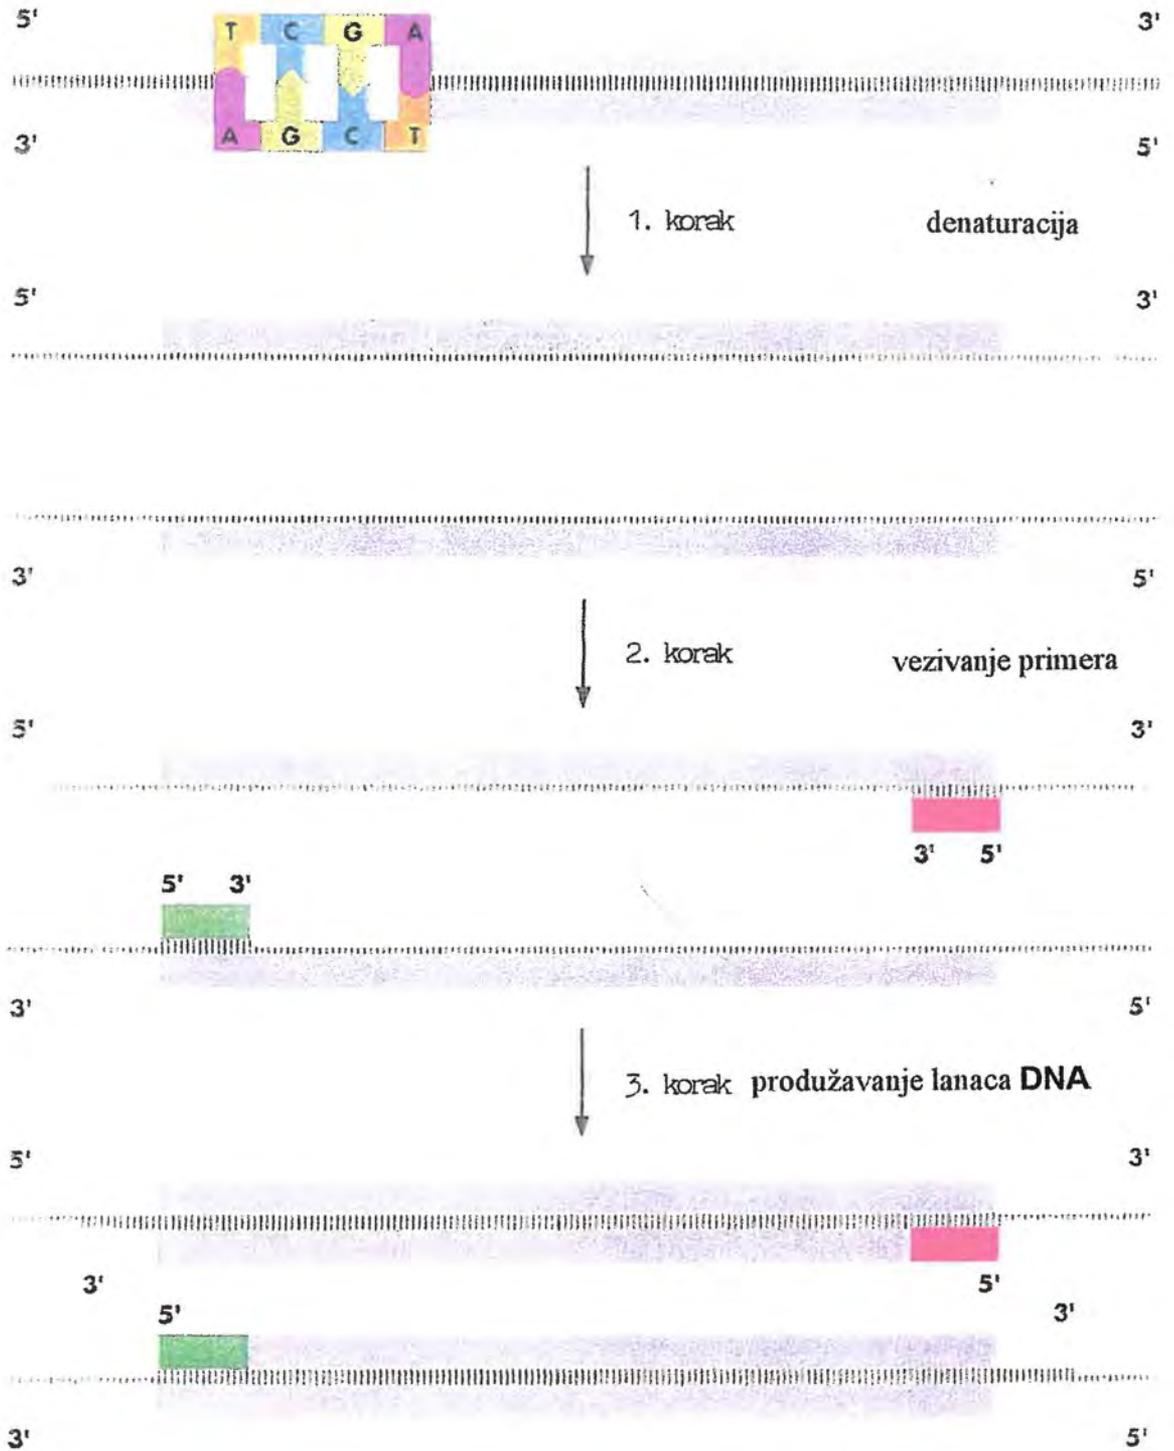 5' 3'
T C G A
A G C T
3' 5'
1. korak denaturacija
5' 3'
3' 5'
2. korak vezivanje primera
5' 3'
3' 5'
5' 3'
3' 5'
3. korak produžavanje lanaca DNA
5' 3'
3' 5'
5' 3'
3' 5'